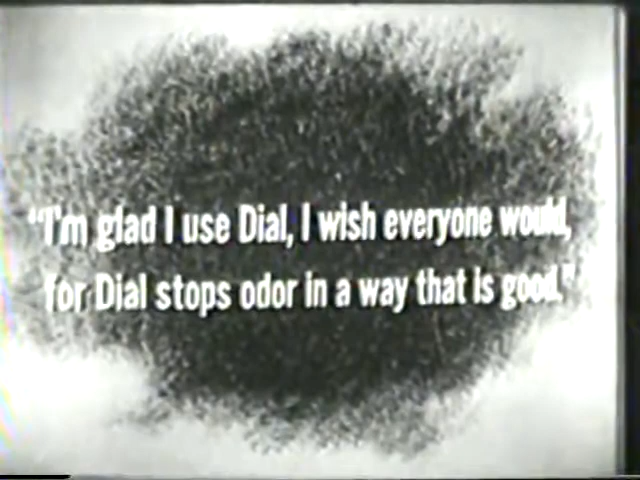 "I'm glad I use Dial, I wish everyone would,
for Dial stops odor in a way that is good."